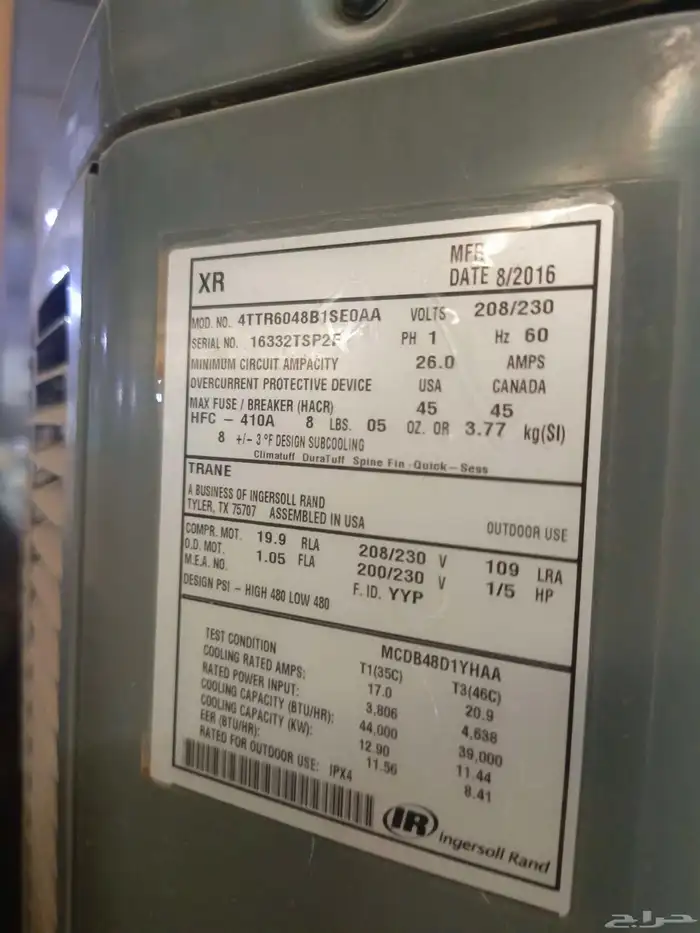 XR
MFR
DATE 8/2016
MOD. NO. 4TTR6048B1SE0AA VOLTS 208/230
SERIAL NO. 16332TSP2F PH 1 Hz 60
MINIMUM CIRCUIT AMPACITY 26.0 AMPS
OVERCURRENT PROTECTIVE DEVICE USA CANADA
MAX FUSE / BREAKER (HACR) 45 45
HFC - 410A 8 LBS. 05 OZ. OR 3.77 kg(SI)
8 +/- 3 °F DESIGN SUBCOOLING
Climatuff DuraTuff Spine Fin Quick-Sess
TRANE
A BUSINESS OF INGERSOLL RAND
TYLER, TX 75707 ASSEMBLED IN USA OUTDOOR USE
COMPR. MOT. 19.9 RLA 208/230 V 109 LRA
O.D. MOT. 1.05 FLA 200/230 V 1/5 HP
M.E.A. NO. F. ID. YYP
DESIGN PSI - HIGH 480 LOW 480
MCDB48D1YHAA
TEST CONDITION T1(35C) T3(46C)
COOLING RATED AMPS: 17.0 20.9
RATED POWER INPUT: 3,806 4,638
COOLING CAPACITY (BTU/HR): 44,000 39,000
COOLING CAPACITY (KW): 12.90 11.44
EER (BTU/HR): 11.56 8.41
RATED FOR OUTDOOR USE: IPX4
IR Ingersoll Rand
حراج